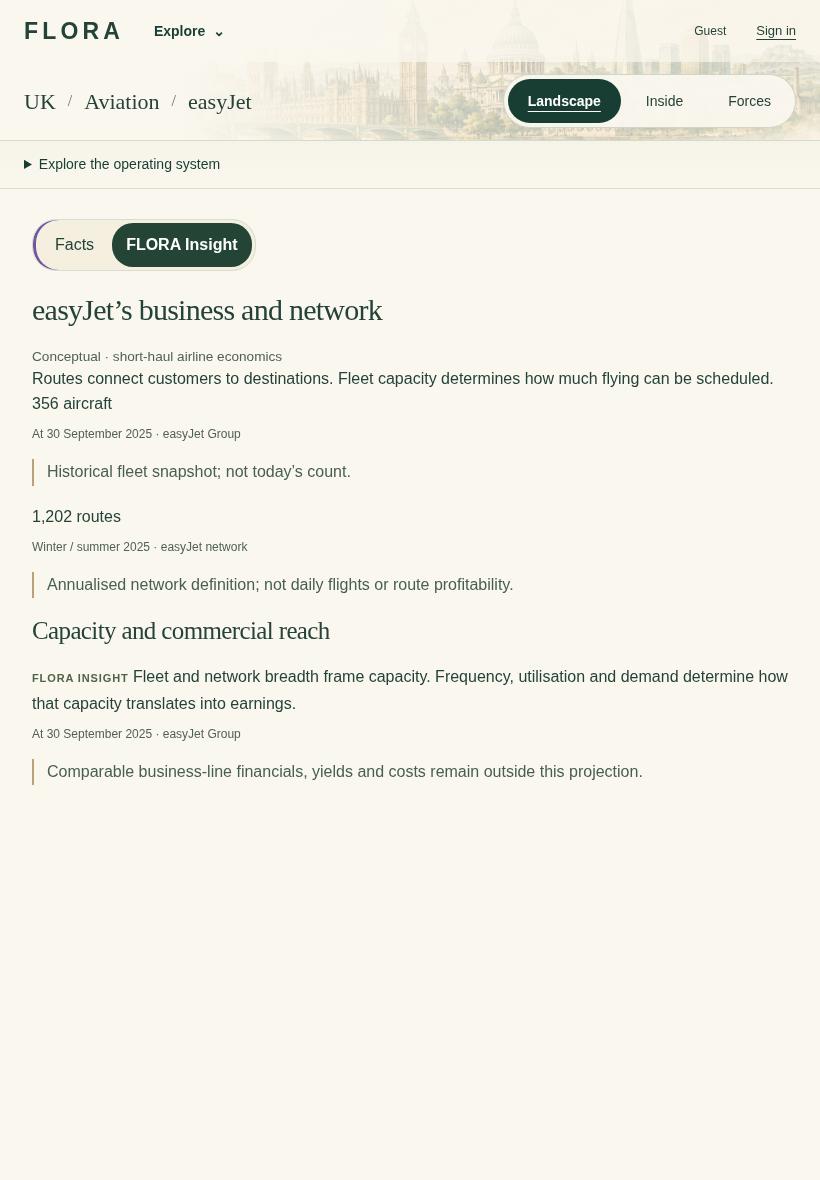 FLORA
Explore
Guest
Sign in
UK / Aviation / easyJet
Landscape
Inside
Forces
Explore the operating system
Facts
FLORA Insight
easyJet’s business and network
Conceptual · short-haul airline economics
Routes connect customers to destinations. Fleet capacity determines how much flying can be scheduled.
356 aircraft
At 30 September 2025 · easyJet Group
Historical fleet snapshot; not today’s count.
1,202 routes
Winter / summer 2025 · easyJet network
Annualised network definition; not daily flights or route profitability.
Capacity and commercial reach
FLORA INSIGHT Fleet and network breadth frame capacity. Frequency, utilisation and demand determine how
that capacity translates into earnings.
At 30 September 2025 · easyJet Group
Comparable business-line financials, yields and costs remain outside this projection.